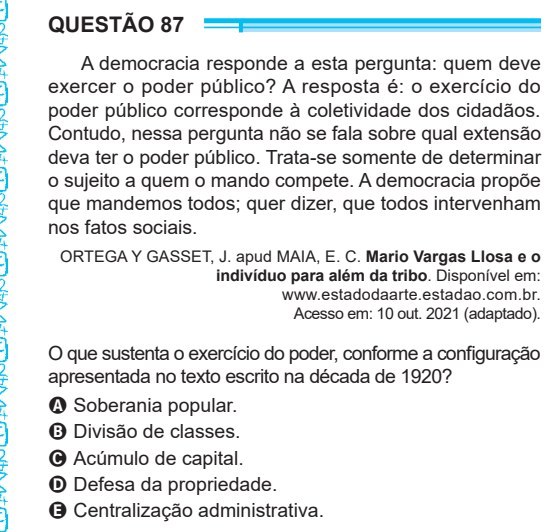 QUESTÃO 87
A democracia responde a esta pergunta: quem deve
exercer o poder público? A resposta é: o exercício do
poder público corresponde à coletividade dos cidadãos.
Contudo, nessa pergunta não se fala sobre qual extensão
deva ter o poder público. Trata-se somente de determinar
o sujeito a quem o mando compete. A democracia propõe
que mandemos todos; quer dizer, que todos intervenham
nos fatos sociais.
ORTEGA Y GASSET, J. apud MAIA, E. C. Mario Vargas Llosa e o
indivíduo para além da tribo. Disponível em:
www.estadodaarte.estadao.com.br.
Acesso em: 10 out. 2021 (adaptado).
O que sustenta o exercício do poder, conforme a configuração
apresentada no texto escrito na década de 1920?
A Soberania popular.
B Divisão de classes.
C Acúmulo de capital.
D Defesa da propriedade.
E Centralização administrativa.